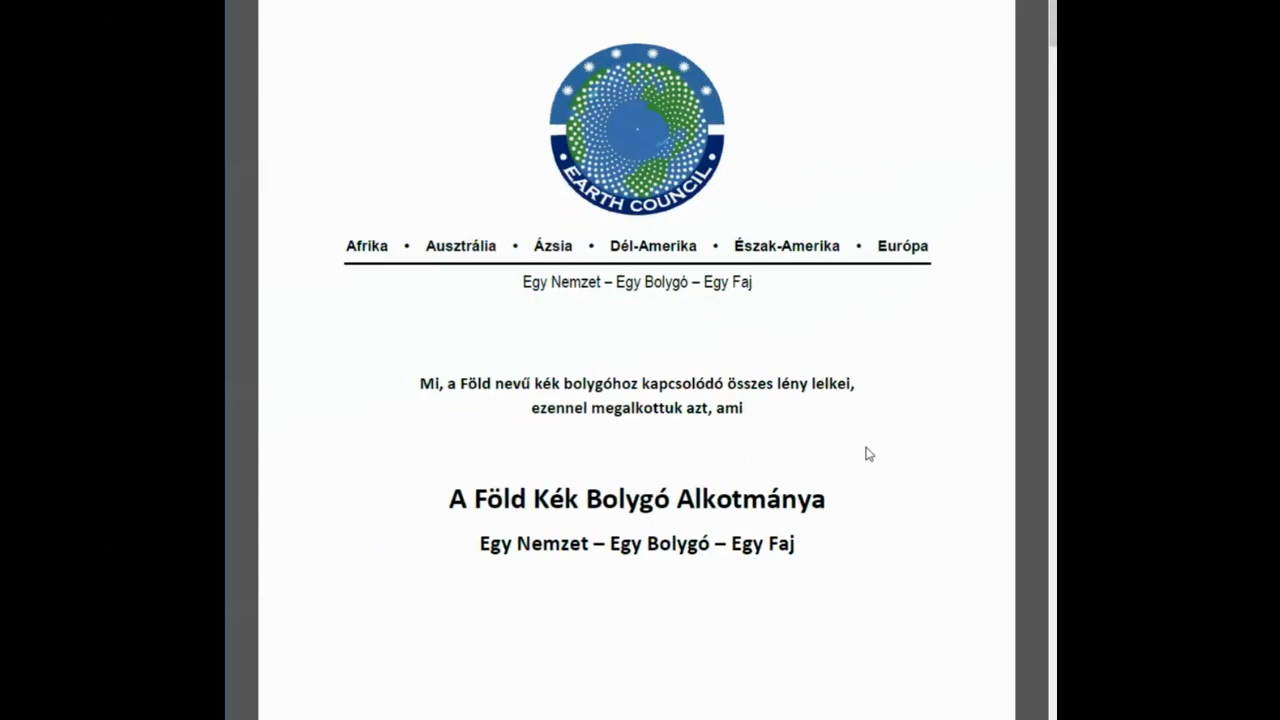 EARTH COUNCIL
Afrika • Ausztrália • Ázsia • Dél-Amerika • Észak-Amerika • Európa
Egy Nemzet – Egy Bolygó – Egy Faj
Mi, a Föld nevű kék bolygóhoz kapcsolódó összes lény lelkei,
ezennel megalkottuk azt, ami
A Föld Kék Bolygó Alkotmánya
Egy Nemzet – Egy Bolygó – Egy Faj